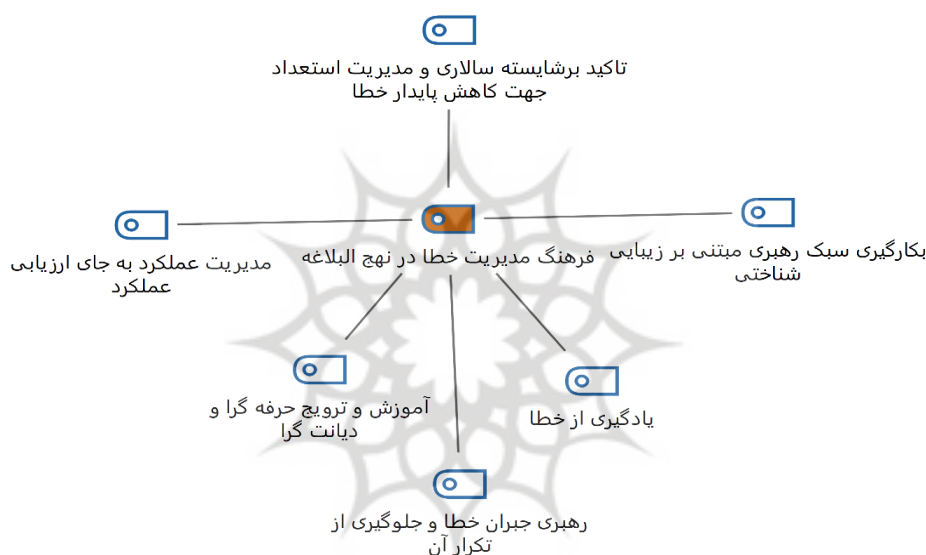 تاکید برشایسته سالاری و مدیریت استعداد
جهت کاهش پایدار خطا
بکارگیری سبک رهبری مبتنی بر زیبایی
شناختی
فرهنگ مدیریت خطا در نهج البلاغه
مدیریت عملکرد به جای ارزیابی
عملکرد
یادگیری از خطا
آموزش و ترویج حرفه گرا و
دیانت گرا
رهبری جبران خطا و جلوگیری از
تکرار آن